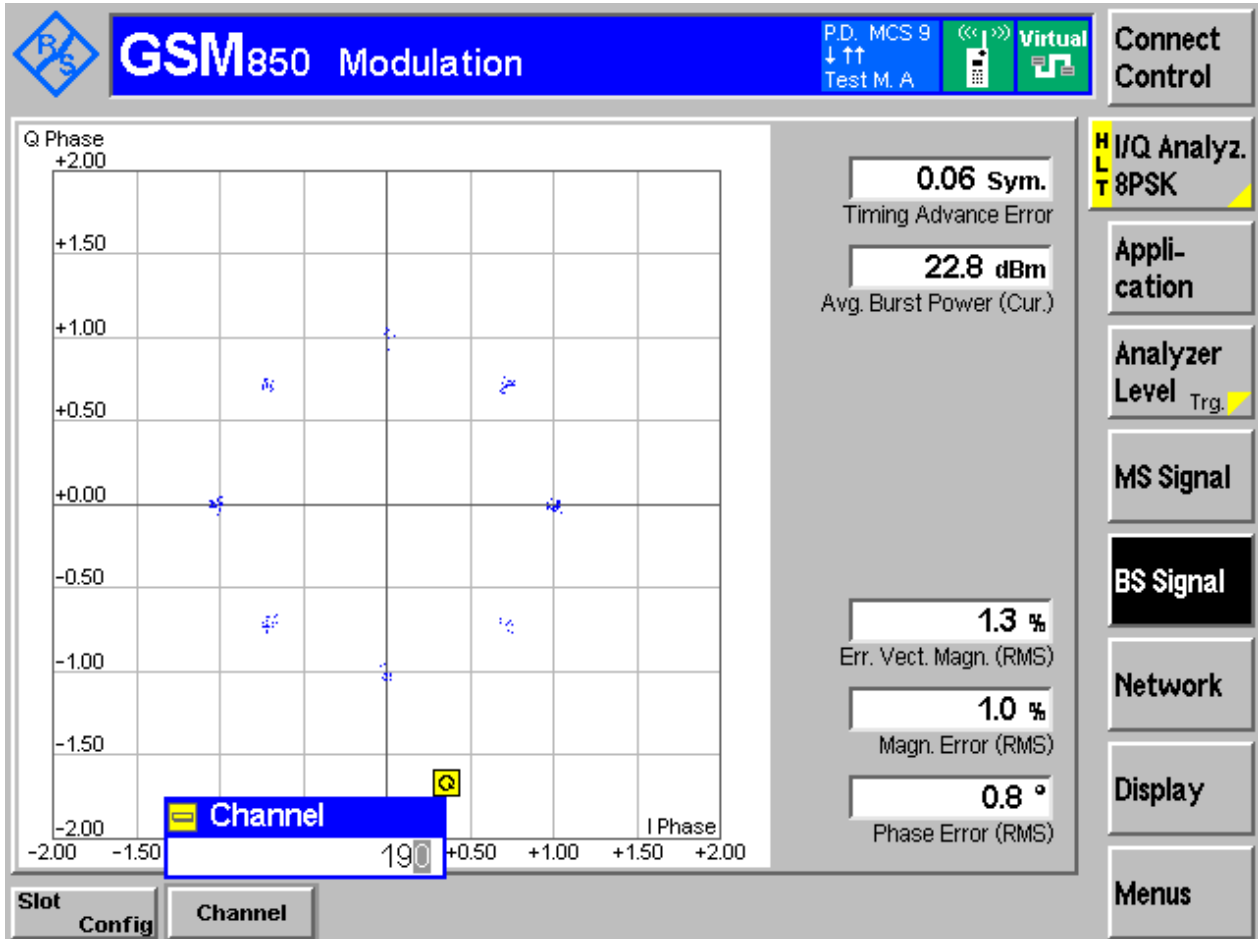 R/S
GSM850 Modulation
P.D. MCS 9
↓ ↑↑
Test M. A
Virtual
Connect
Control
Q Phase
+2.00
+1.50
+1.00
+0.50
+0.00
-0.50
-1.00
-1.50
-2.00
I Phase
-2.00 -1.50 +0.50 +1.00 +1.50 +2.00
Q
Channel
190
0.06 Sym.
Timing Advance Error
22.8 dBm
Avg. Burst Power (Cur.)
1.3 %
Err. Vect. Magn. (RMS)
1.0 %
Magn. Error (RMS)
0.8 °
Phase Error (RMS)
HLT
I/Q Analyz.
8PSK
Appli-
cation
Analyzer
Level Trg.
MS Signal
BS Signal
Network
Display
Menus
Slot
Config
Channel